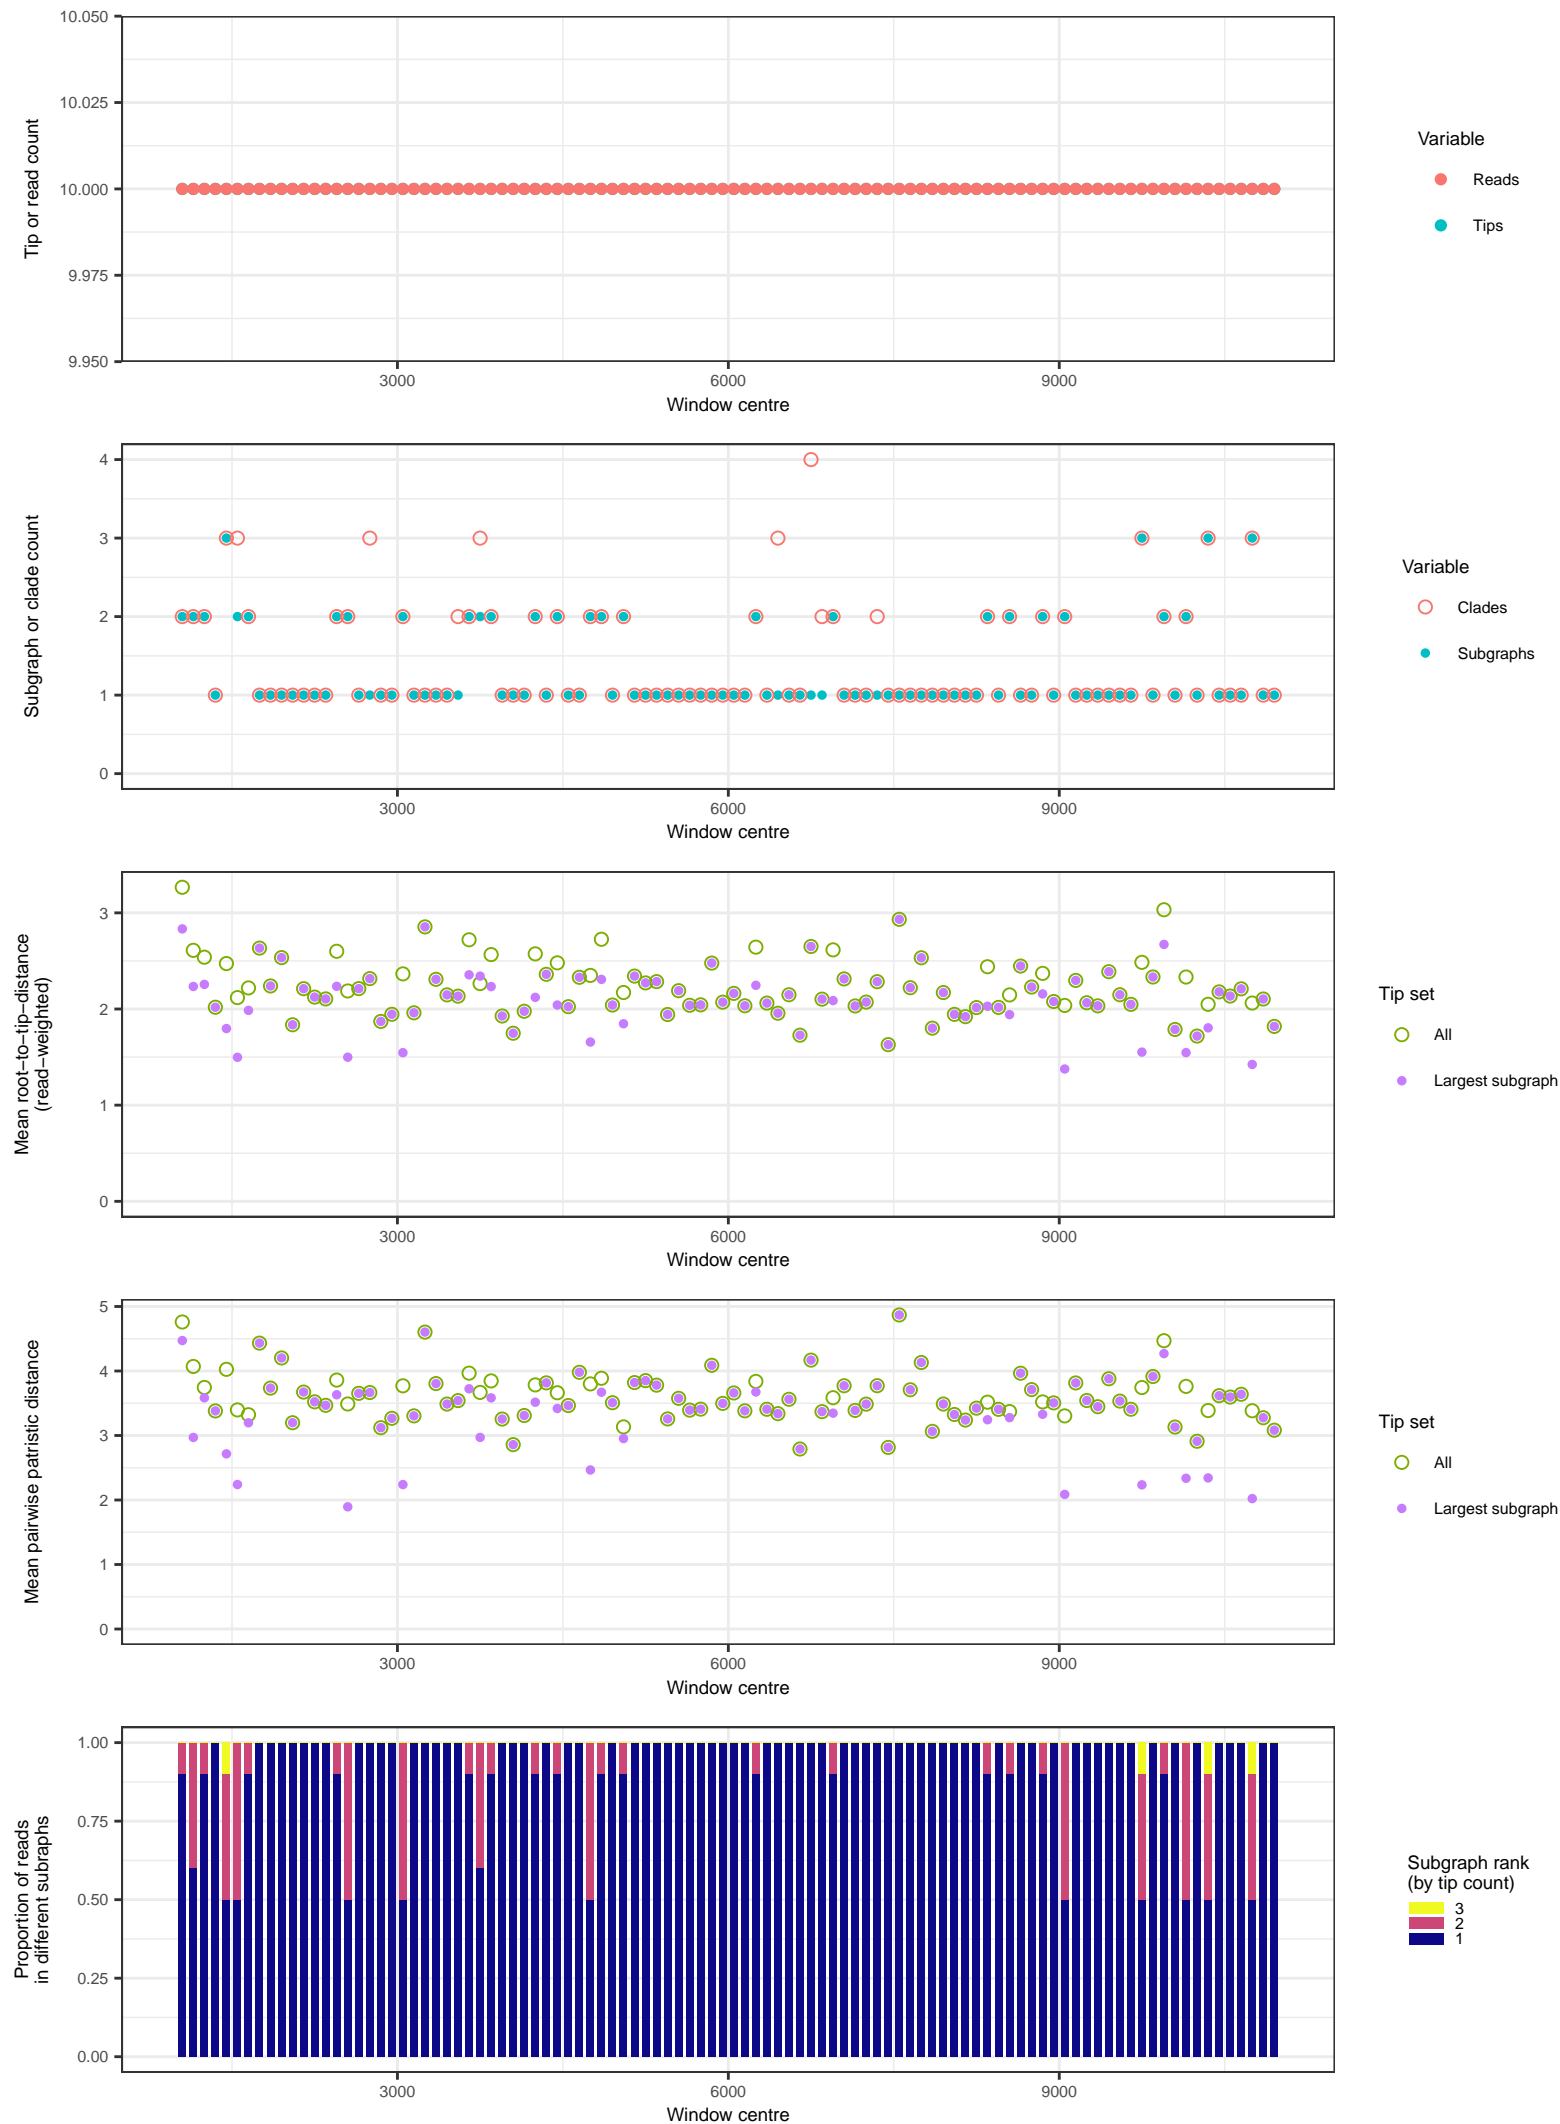 10.050
10.025
10.000
9.975
9.950
Tip or read count
3000 6000 9000
Window centre
Variable
Reads
Tips
4
3
2
1
0
Subgraph or clade count
3000 6000 9000
Window centre
Variable
Clades
Subgraphs
3
2
1
0
Mean root−to−tip−distance
(read−weighted)
3000 6000 9000
Window centre
Tip set
All
Largest subgraph
5
4
3
2
1
0
Mean pairwise patristic distance
3000 6000 9000
Window centre
Tip set
All
Largest subgraph
1.00
0.75
0.50
0.25
0.00
Proportion of reads
in different subraphs
3000 6000 9000
Window centre
Subgraph rank
(by tip count)
3
2
1